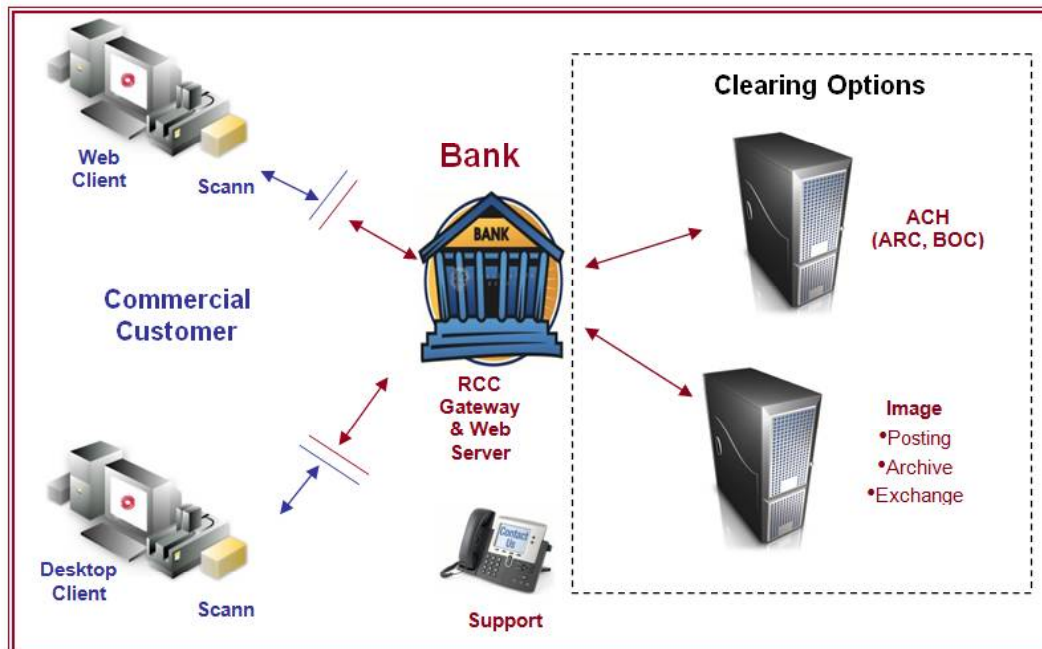 Web
Client
Scann
Commercial
Customer
Desktop
Client
Scann
Bank
BANK
RCC
Gateway
& Web
Server
Contact
Us
Support
Clearing Options
ACH
(ARC, BOC)
Image
•Posting
•Archive
•Exchange